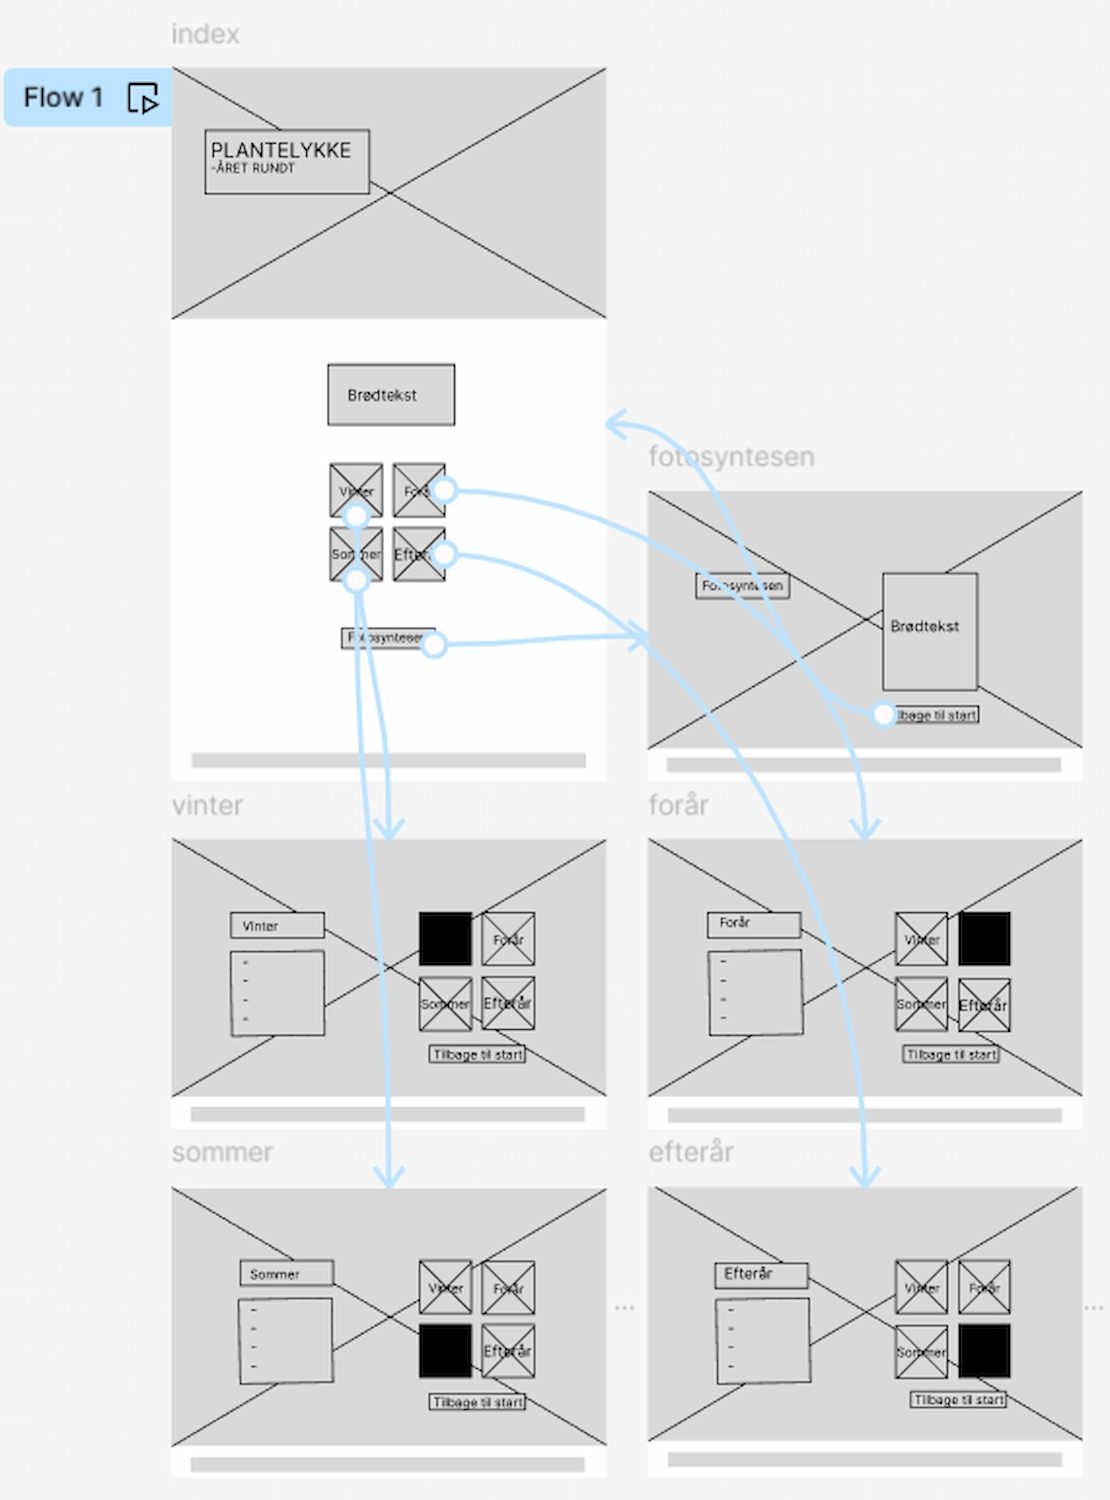 index
Flow 1
PLANTELYKKE
-ÅRET RUNDT
Brødtekst
Vinter
Forår
Sommer
Efterår
Fotosyntesen
fotosyntesen
Fotosyntesen
Brødtekst
Tilbage til start
vinter
Vinter
Forår
Sommer
Efterår
Tilbage til start
forår
Forår
Vinter
Sommer
Efterår
Tilbage til start
sommer
Sommer
Vinter
Forår
Efterår
Tilbage til start
efterår
Efterår
Vinter
Forår
Sommer
Tilbage til start